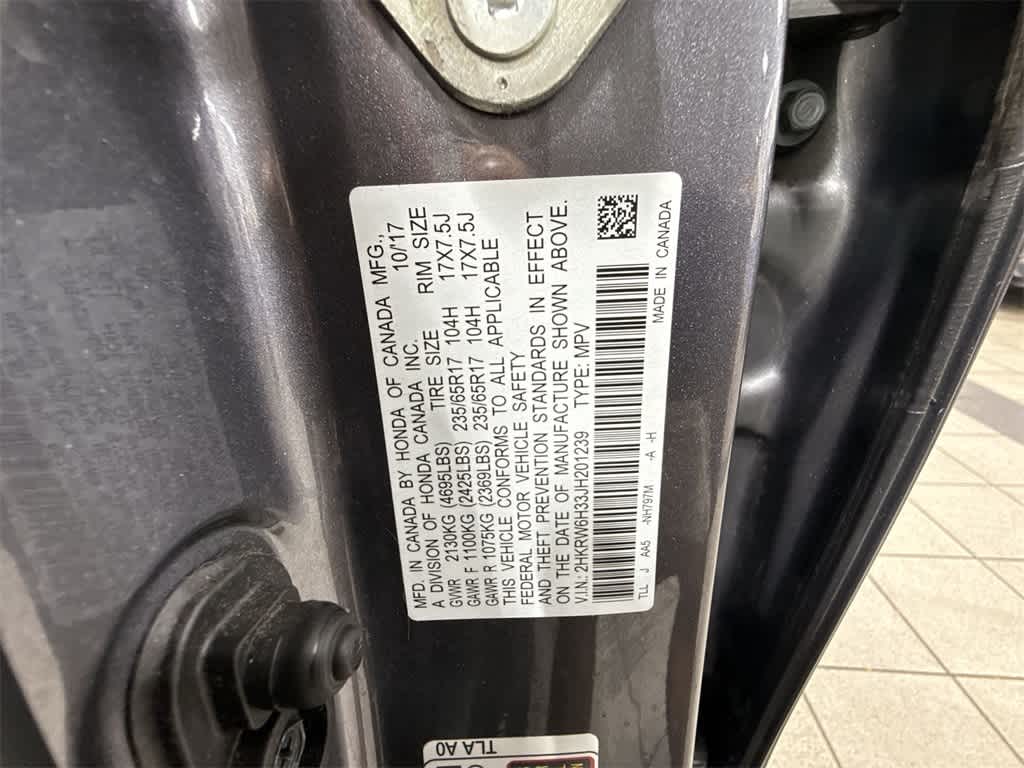 MFD. IN CANADA BY HONDA OF CANADA MFG.,
A DIVISION OF HONDA CANADA INC. 10/17
TIRE SIZE RIM SIZE
GVWR 2130KG (4695LBS)
GAWR F 1100KG (2425LBS) 235/65R17 104H 17X7.5J
GAWR R 1075KG (2369LBS) 235/65R17 104H 17X7.5J
THIS VEHICLE CONFORMS TO ALL APPLICABLE
FEDERAL MOTOR VEHICLE SAFETY
AND THEFT PREVENTION STANDARDS IN EFFECT
ON THE DATE OF MANUFACTURE SHOWN ABOVE.
V.I.N.: 2HKRW6H33JH201239 TYPE: MPV
TLL J AA5 -NH797M -A -H
MADE IN CANADA
TLA A0